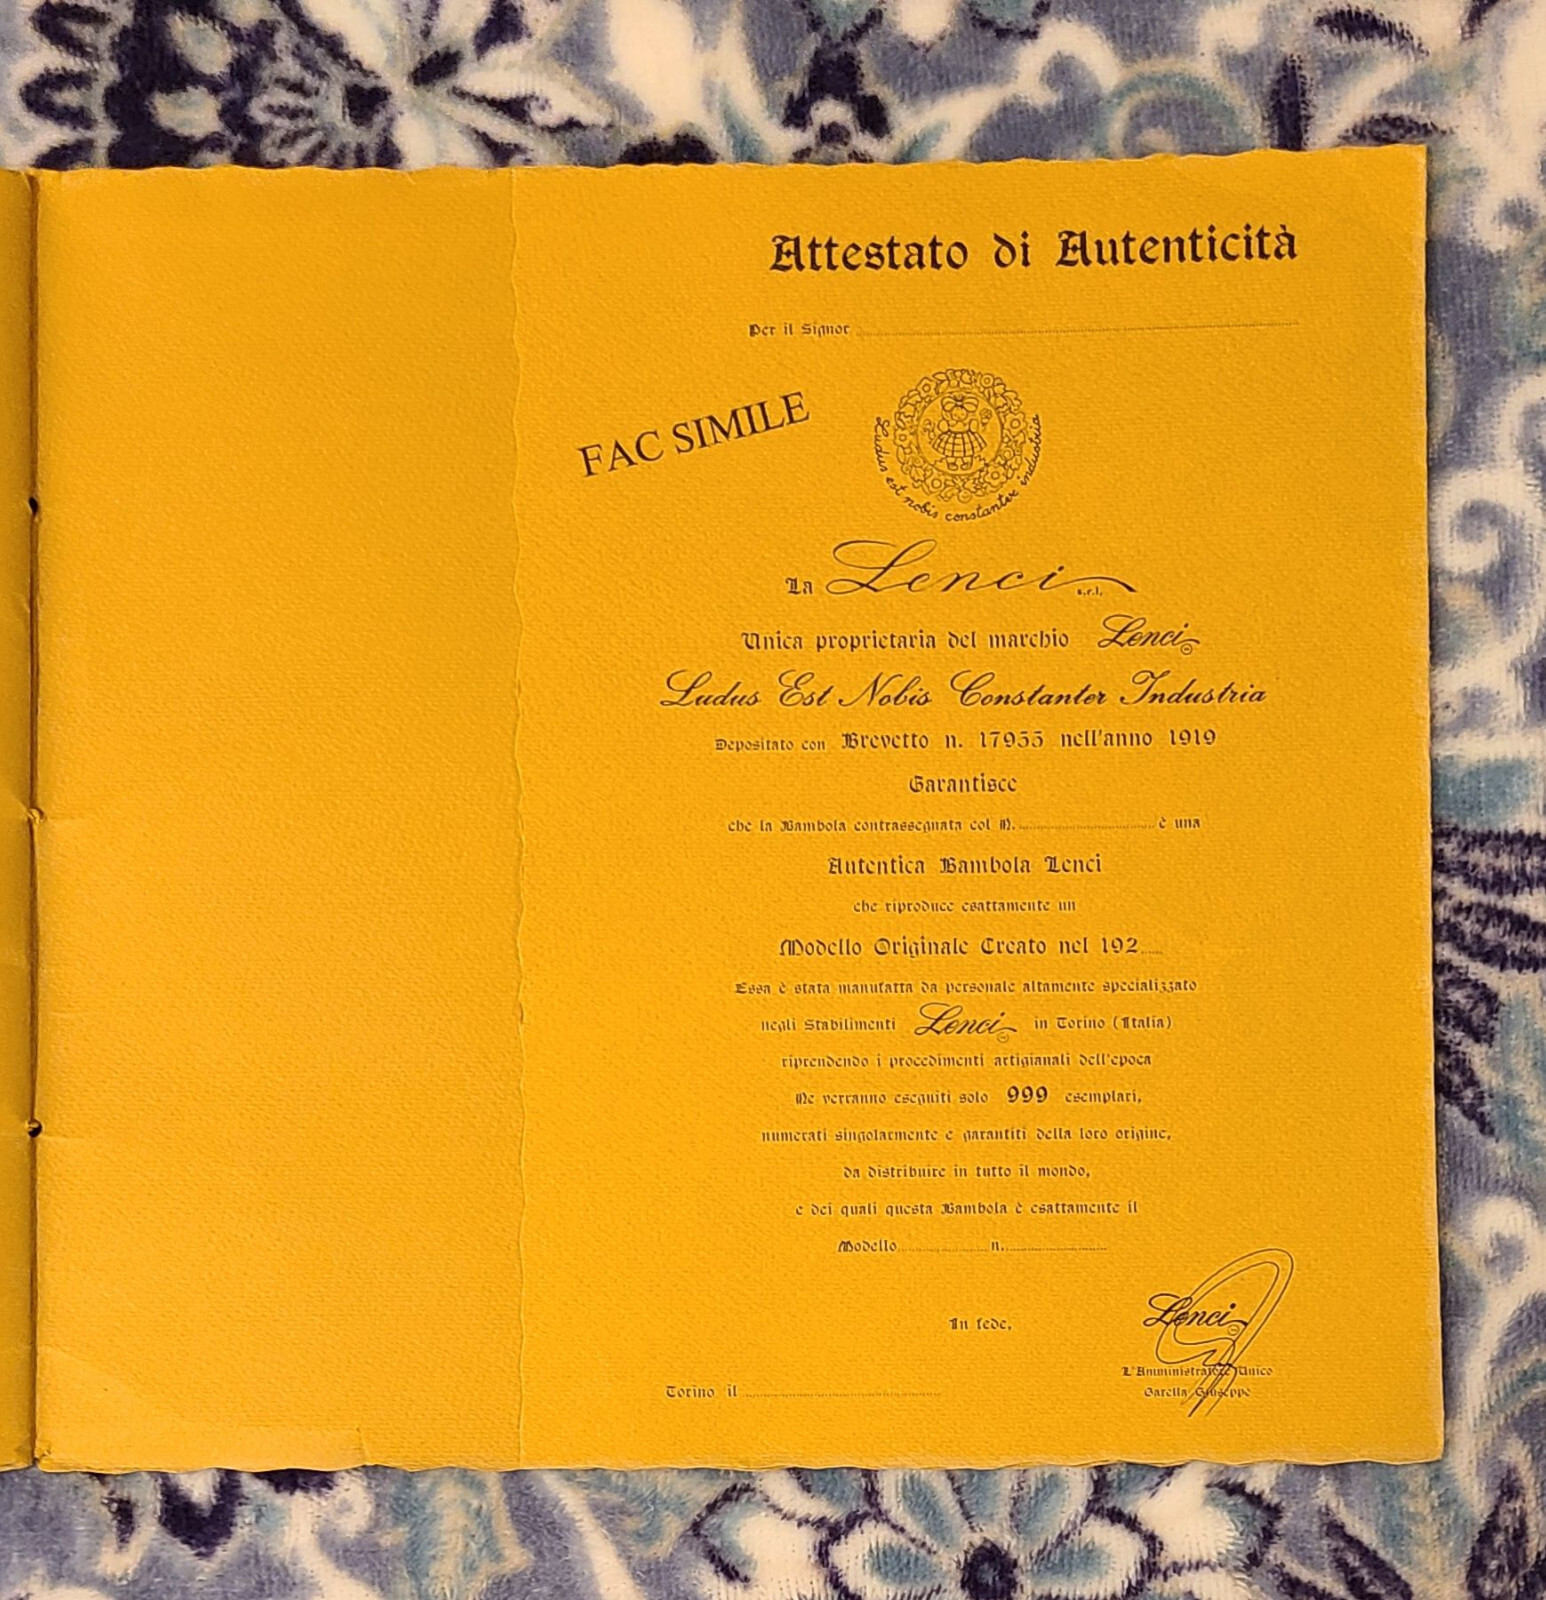 Attestato di Autenticità
Per il Signor
FAC SIMILE
Ludus est nobis constanter industria
La Lenci s.r.l.
Unica proprietaria del marchio Lenci
Ludus Est Nobis Constanter Industria
Depositato con Brevetto n. 17955 nell'anno 1919
Garantisce
che la Bambola contrassegnata col N. è una
Autentica Bambola Lenci
che riproduce esattamente un
Modello Originale Creato nel 192
Essa è stata manufatta da personale altamente specializzato
negli Stabilimenti Lenci in Torino (Italia)
riprendendo i procedimenti artigianali dell'epoca
Ne verranno eseguiti solo 999 esemplari,
numerati singolarmente e garantiti della loro origine,
da distribuire in tutto il mondo,
e dei quali questa Bambola è esattamente il
Modello n.
In fede,
Lenci
L'Amministratore Unico
Garella Giuseppe
Torino il